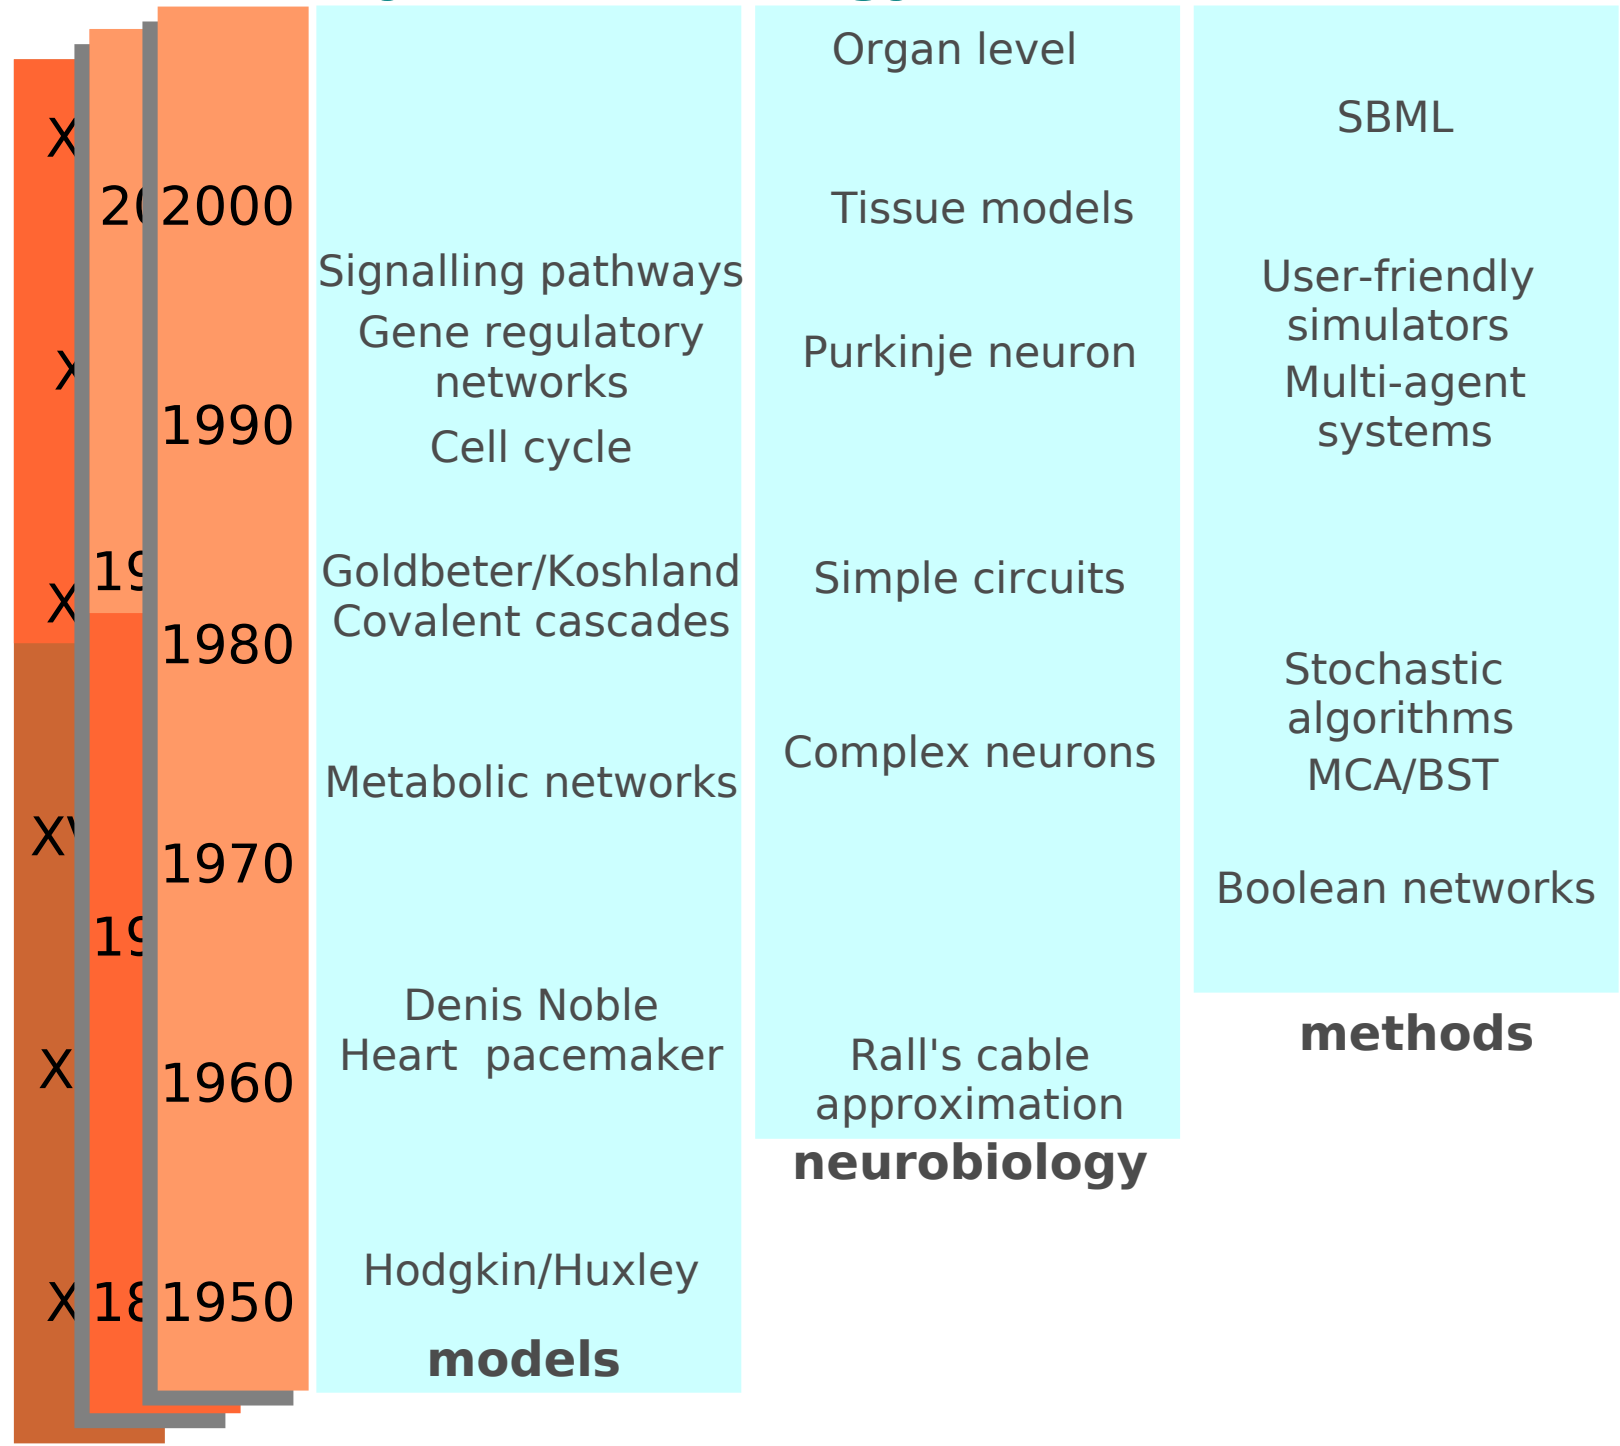 2000
1990
1980
1970
1960
1950
Signalling pathways
Gene regulatory
networks
Cell cycle
Goldbeter/Koshland
Covalent cascades
Metabolic networks
Denis Noble
Heart  pacemaker
Hodgkin/Huxley
models
Organ level
Tissue models
Purkinje neuron
Simple circuits
Complex neurons
Rall's cable
approximation
neurobiology
SBML
User-friendly
simulators
Multi-agent
systems
Stochastic
algorithms
MCA/BST
Boolean networks
methods